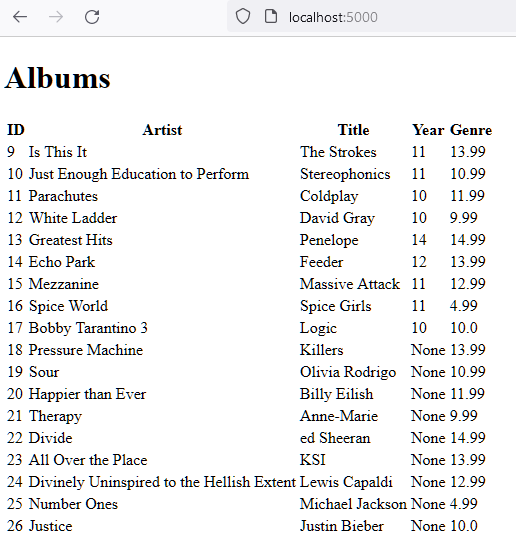 localhost:5000
Albums
ID Artist Title Year Genre
9 Is This It The Strokes 11 13.99
10 Just Enough Education to Perform Stereophonics 11 10.99
11 Parachutes Coldplay 10 11.99
12 White Ladder David Gray 10 9.99
13 Greatest Hits Penelope 14 14.99
14 Echo Park Feeder 12 13.99
15 Mezzanine Massive Attack 11 12.99
16 Spice World Spice Girls 11 4.99
17 Bobby Tarantino 3 Logic 10 10.0
18 Pressure Machine Killers None 13.99
19 Sour Olivia Rodrigo None 10.99
20 Happier than Ever Billy Eilish None 11.99
21 Therapy Anne-Marie None 9.99
22 Divide ed Sheeran None 14.99
23 All Over the Place KSI None 13.99
24 Divinely Uninspired to the Hellish Extent Lewis Capaldi None 12.99
25 Number Ones Michael Jackson None 4.99
26 Justice Justin Bieber None 10.0